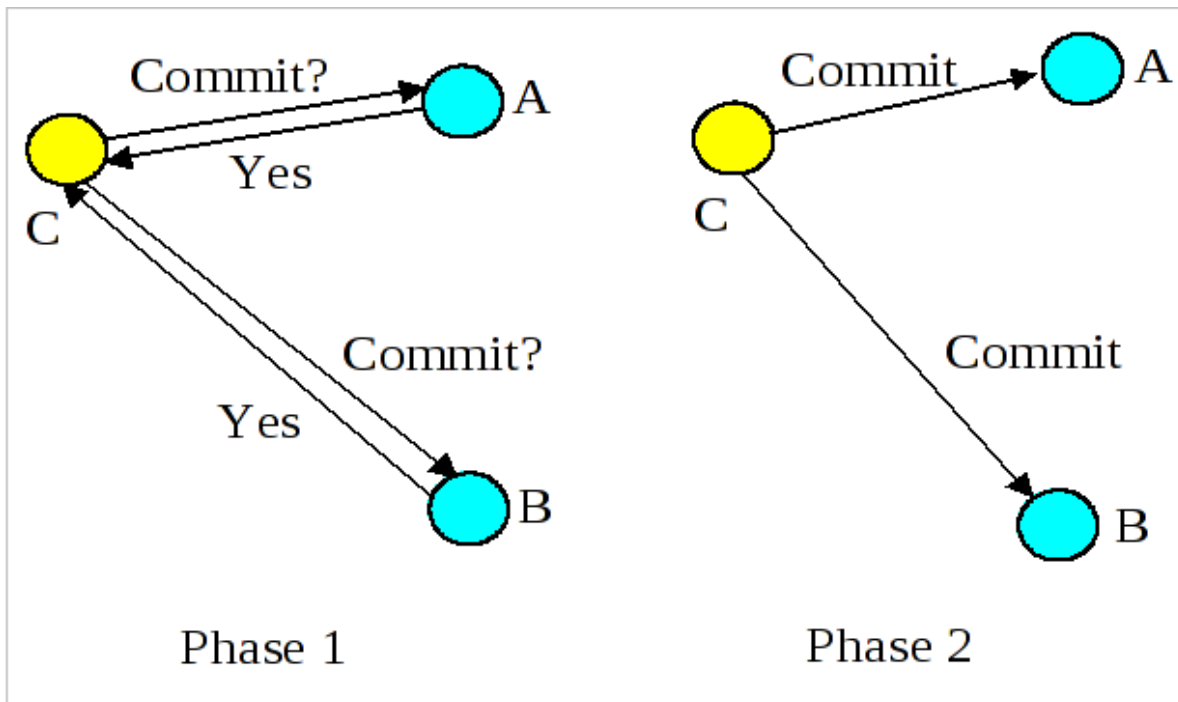 Commit?
A
Yes
C
Commit?
Yes
B
Phase 1
Commit
A
C
Commit
B
Phase 2